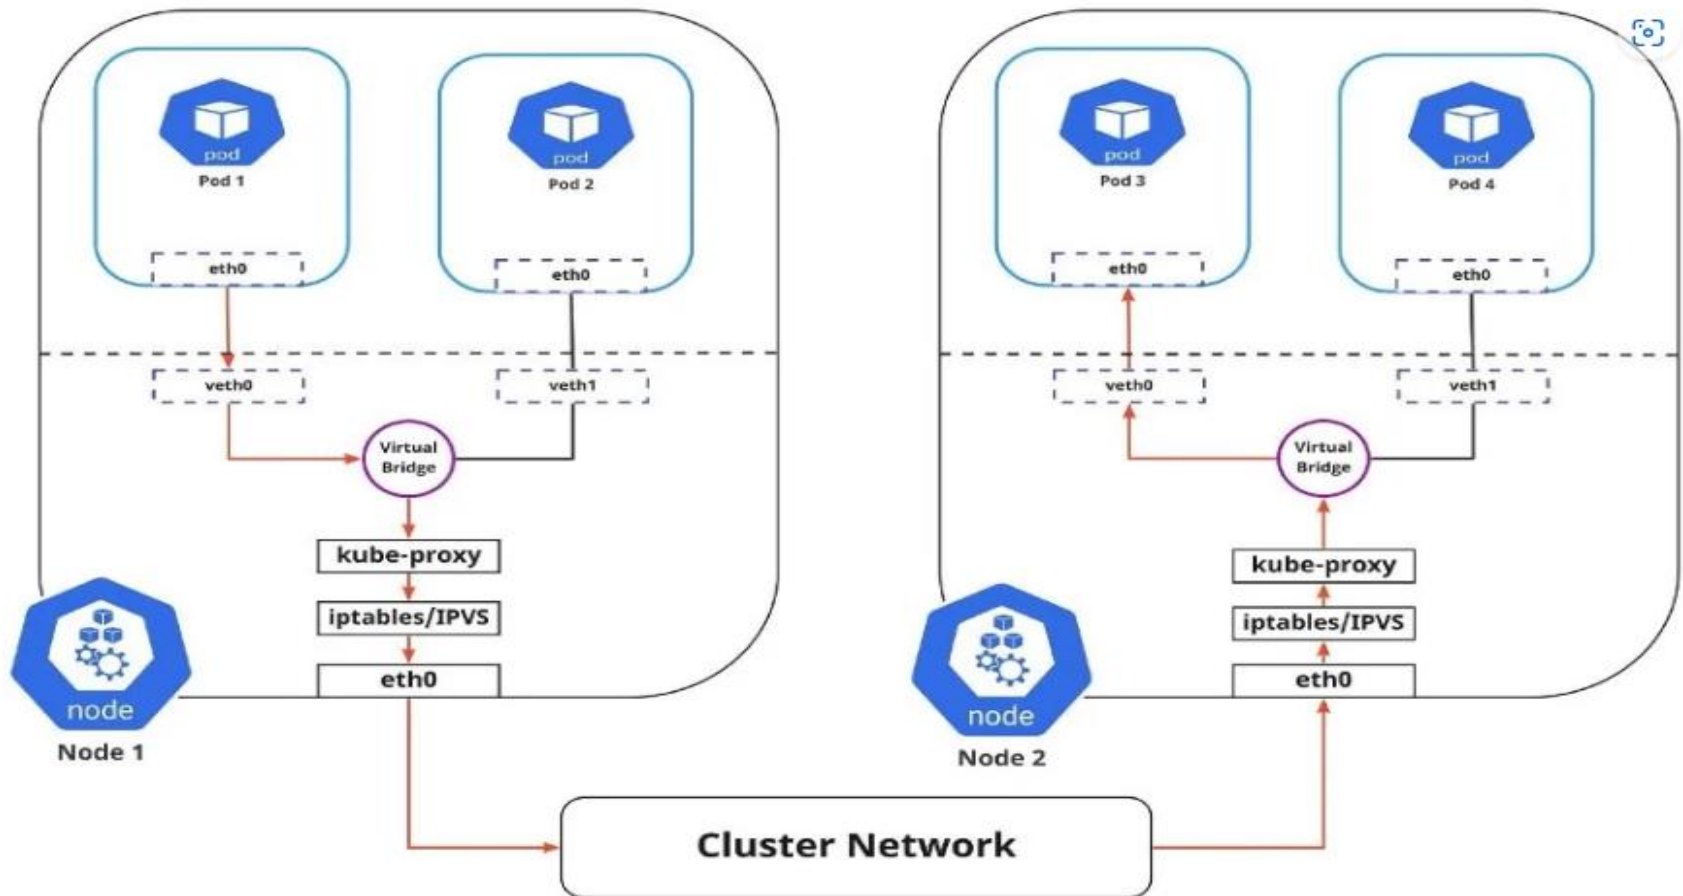 pod
Pod 1
pod
Pod 2
pod
Pod 3
pod
Pod 4
eth0
eth0
eth0
eth0
veth0
veth1
veth0
veth1
Virtual
Bridge
Virtual
Bridge
kube-proxy
kube-proxy
iptables/IPVS
iptables/IPVS
eth0
eth0
node
Node 1
node
Node 2
Cluster Network